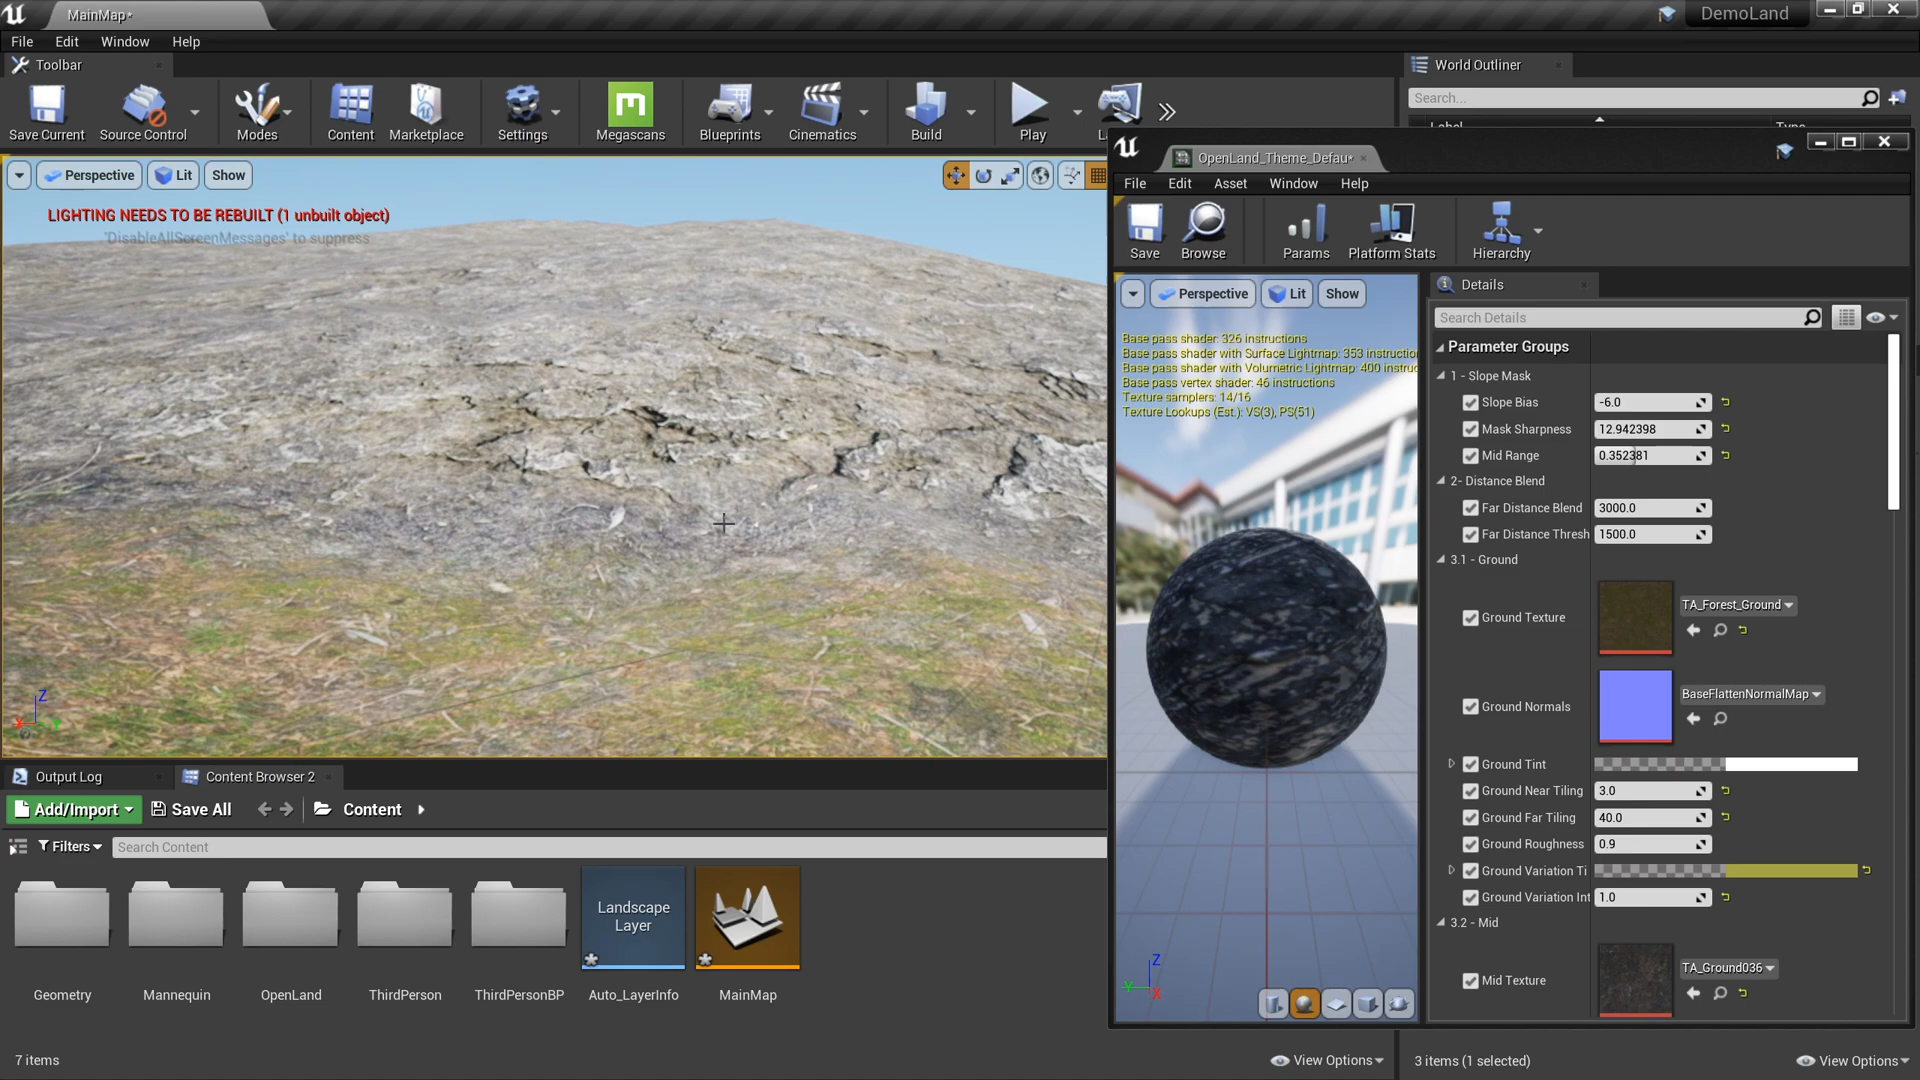 MainMap*
DemoLand
File Edit Window Help
Toolbar
World Outliner
Search...
Save Current Source Control Modes Content Marketplace Settings Megascans Blueprints Cinematics Build Play
Label Type
Perspective Lit Show
LIGHTING NEEDS TO BE REBUILT (1 unbuilt object)
'DisableAllScreenMessages' to suppress
Z
X
Y
OpenLand_Theme_Defau*
File Edit Asset Window Help
Save Browse Params Platform Stats Hierarchy
Perspective Lit Show
Base pass shader: 326 instructions
Base pass shader with Surface Lightmap: 353 instructio
Base pass shader with Volumetric Lightmap: 400 instruc
Base pass vertex shader: 46 instructions
Texture samplers: 14/16
Texture Lookups (Est.): VS(3), PS(51)
Z
Y
X
Details
Search Details
Parameter Groups
1 - Slope Mask
Slope Bias -6.0
Mask Sharpness 12.942398
Mid Range 0.352381
2- Distance Blend
Far Distance Blend 3000.0
Far Distance Thresh 1500.0
3.1 - Ground
Ground Texture TA_Forest_Ground
Ground Normals BaseFlattenNormalMap
Ground Tint
Ground Near Tiling 3.0
Ground Far Tiling 40.0
Ground Roughness 0.9
Ground Variation Ti
Ground Variation Int 1.0
3.2 - Mid
Mid Texture TA_Ground036
Output Log Content Browser 2
Add/Import Save All Content
Filters Search Content
Landscape
Layer
Geometry Mannequin OpenLand ThirdPerson ThirdPersonBP Auto_LayerInfo MainMap
7 items View Options
3 items (1 selected) View Options